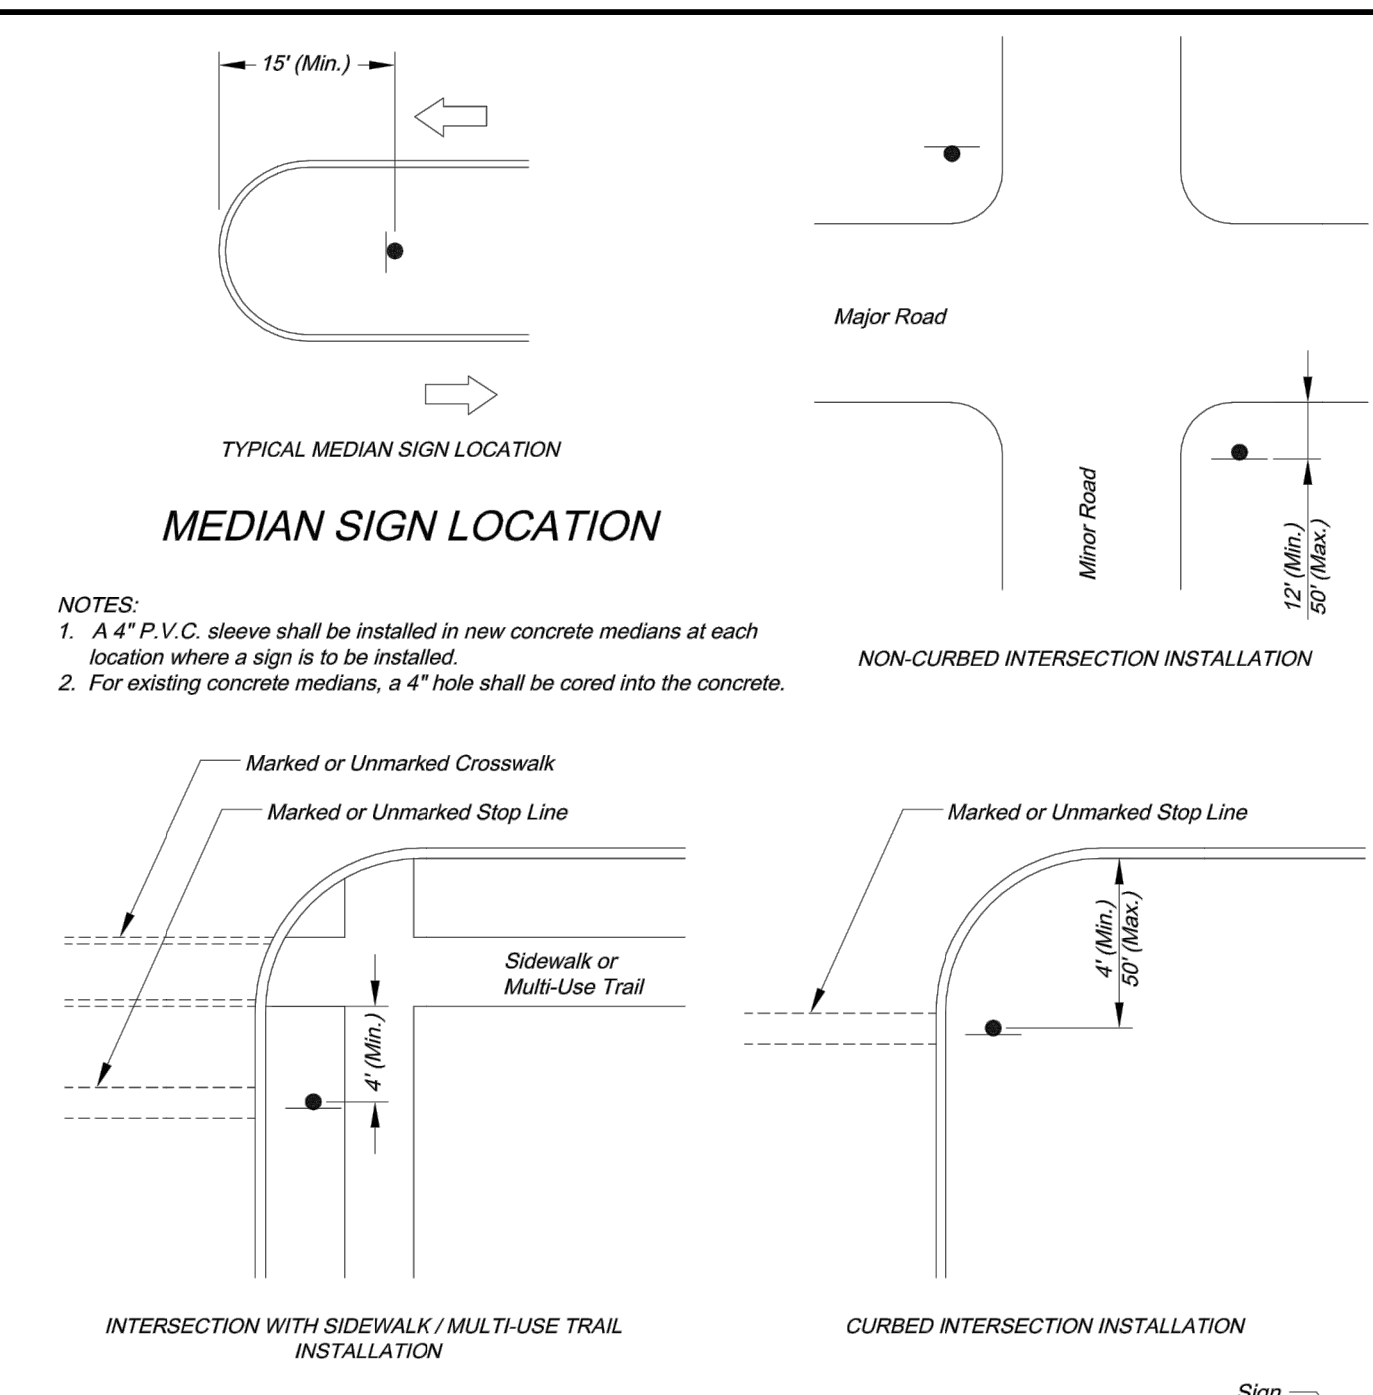 15' (Min.)
TYPICAL MEDIAN SIGN LOCATION
MEDIAN SIGN LOCATION
NOTES:
1. A 4" P.V.C. sleeve shall be installed in new concrete medians at each
location where a sign is to be installed.
2. For existing concrete medians, a 4" hole shall be cored into the concrete.
Major Road
Minor Road
12' (Min.)
50' (Max.)
NON-CURBED INTERSECTION INSTALLATION
Marked or Unmarked Crosswalk
Marked or Unmarked Stop Line
Sidewalk or
Multi-Use Trail
4' (Min.)
INTERSECTION WITH SIDEWALK / MULTI-USE TRAIL
INSTALLATION
Marked or Unmarked Stop Line
4' (Min.)
50' (Max.)
CURBED INTERSECTION INSTALLATION
Sign